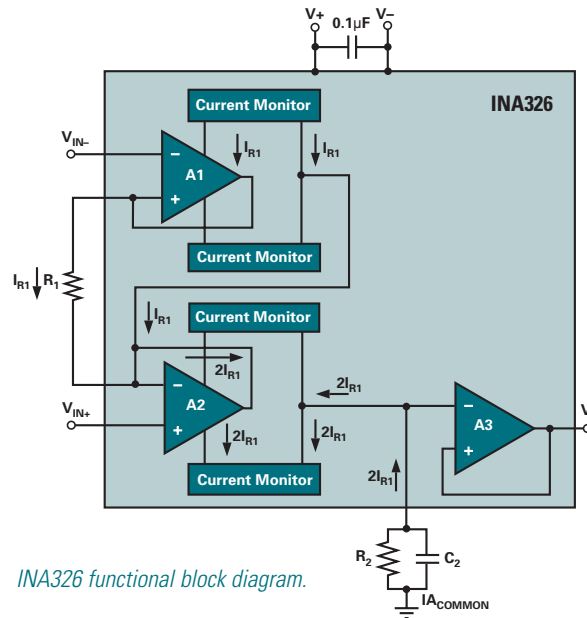 V+
V–
0.1µF
INA326
Current Monitor
V_IN–
–
A1
+
I_R1
I_R1
Current Monitor
I_R1
R_1
I_R1
Current Monitor
–
2I_R1
A2
+
V_IN+
2I_R1
2I_R1
2I_R1
Current Monitor
–
A3
+
V
2I_R1
R_2
C_2
IA_COMMON
INA326 functional block diagram.